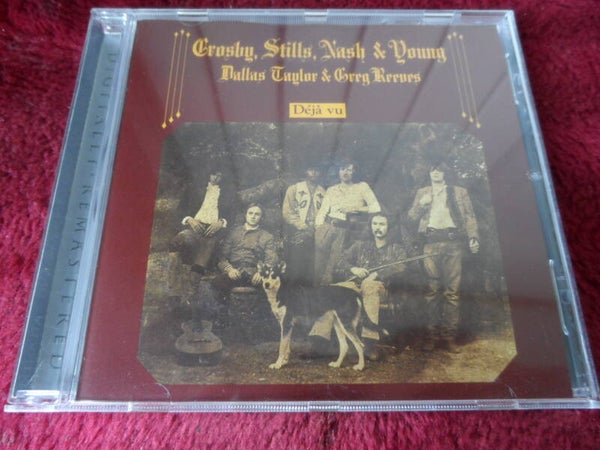 Crosby, Stills, Nash & Young
Dallas Taylor & Greg Reeves
Déjà vu
DIGITALLY REMASTERED